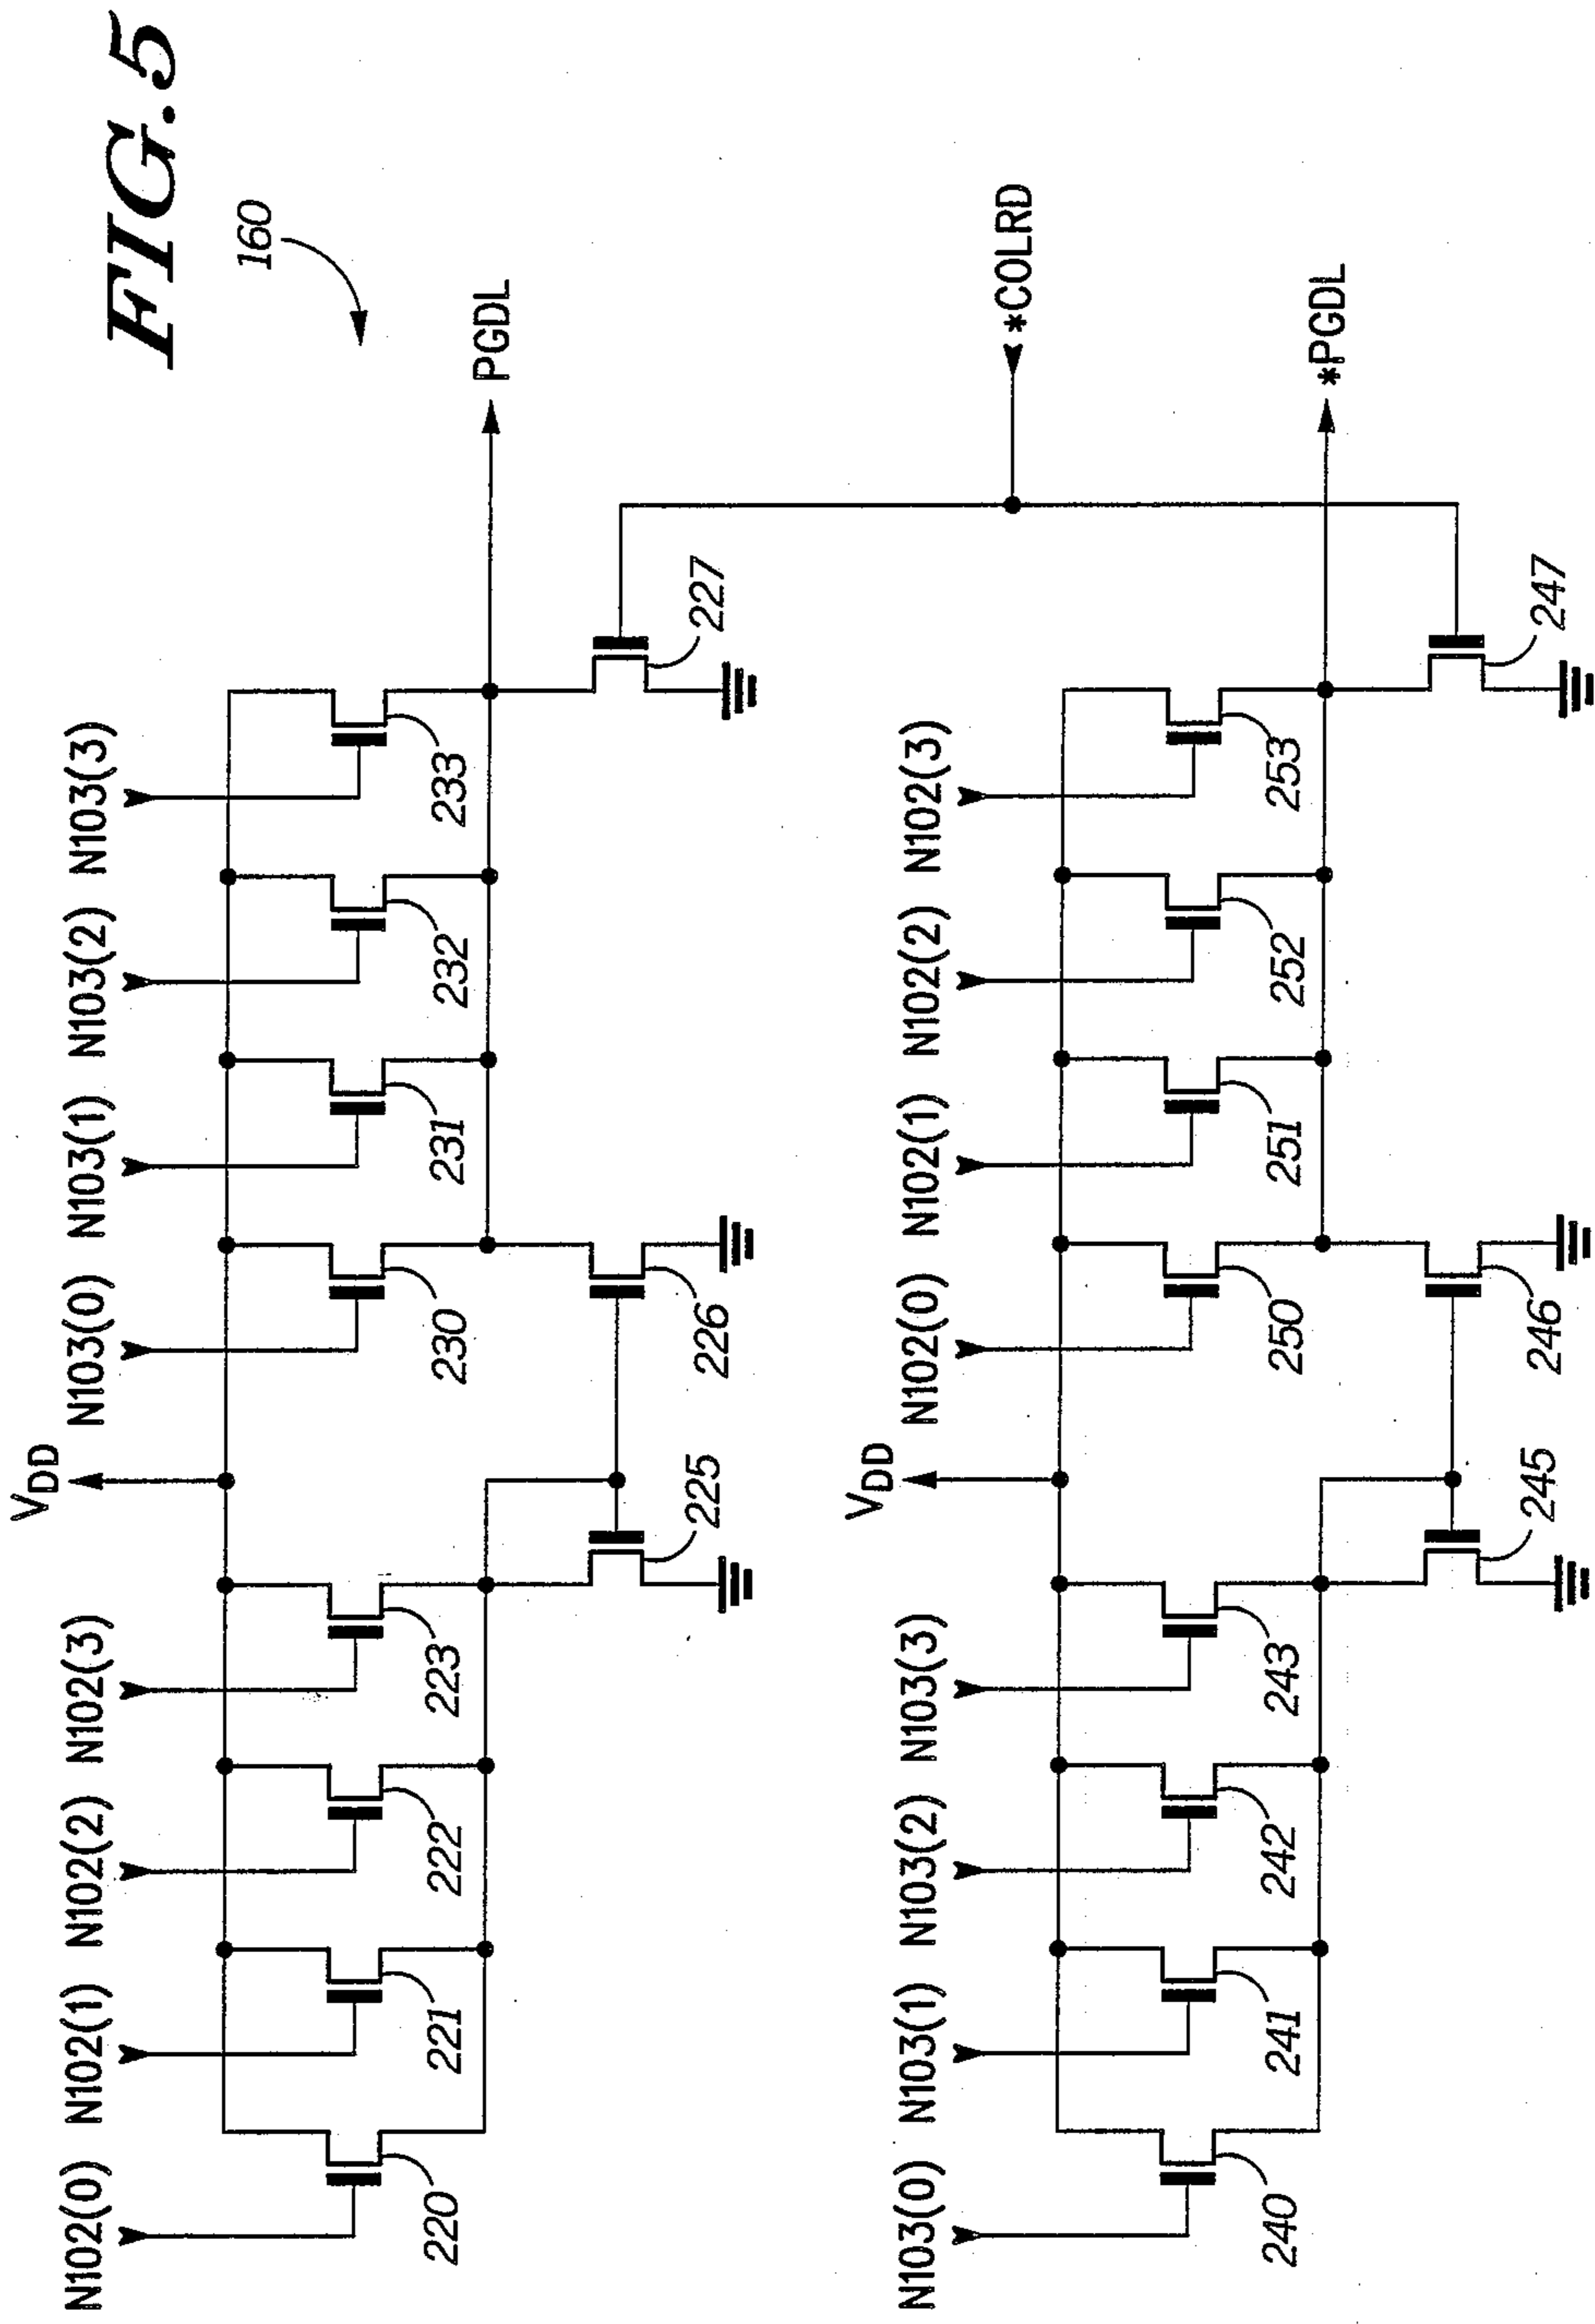 FIG.5
160
VDD
N102(0) N102(1) N102(2) N102(3) N103(0) N103(1) N103(2) N103(3)
PGDL
220 221 222 223 230 231 232 233
225 226 227
*COLRD
VDD
N103(0) N103(1) N103(2) N103(3) N102(0) N102(1) N102(2) N102(3)
*PGDL
240 241 242 243 250 251 252 253
245 246 247